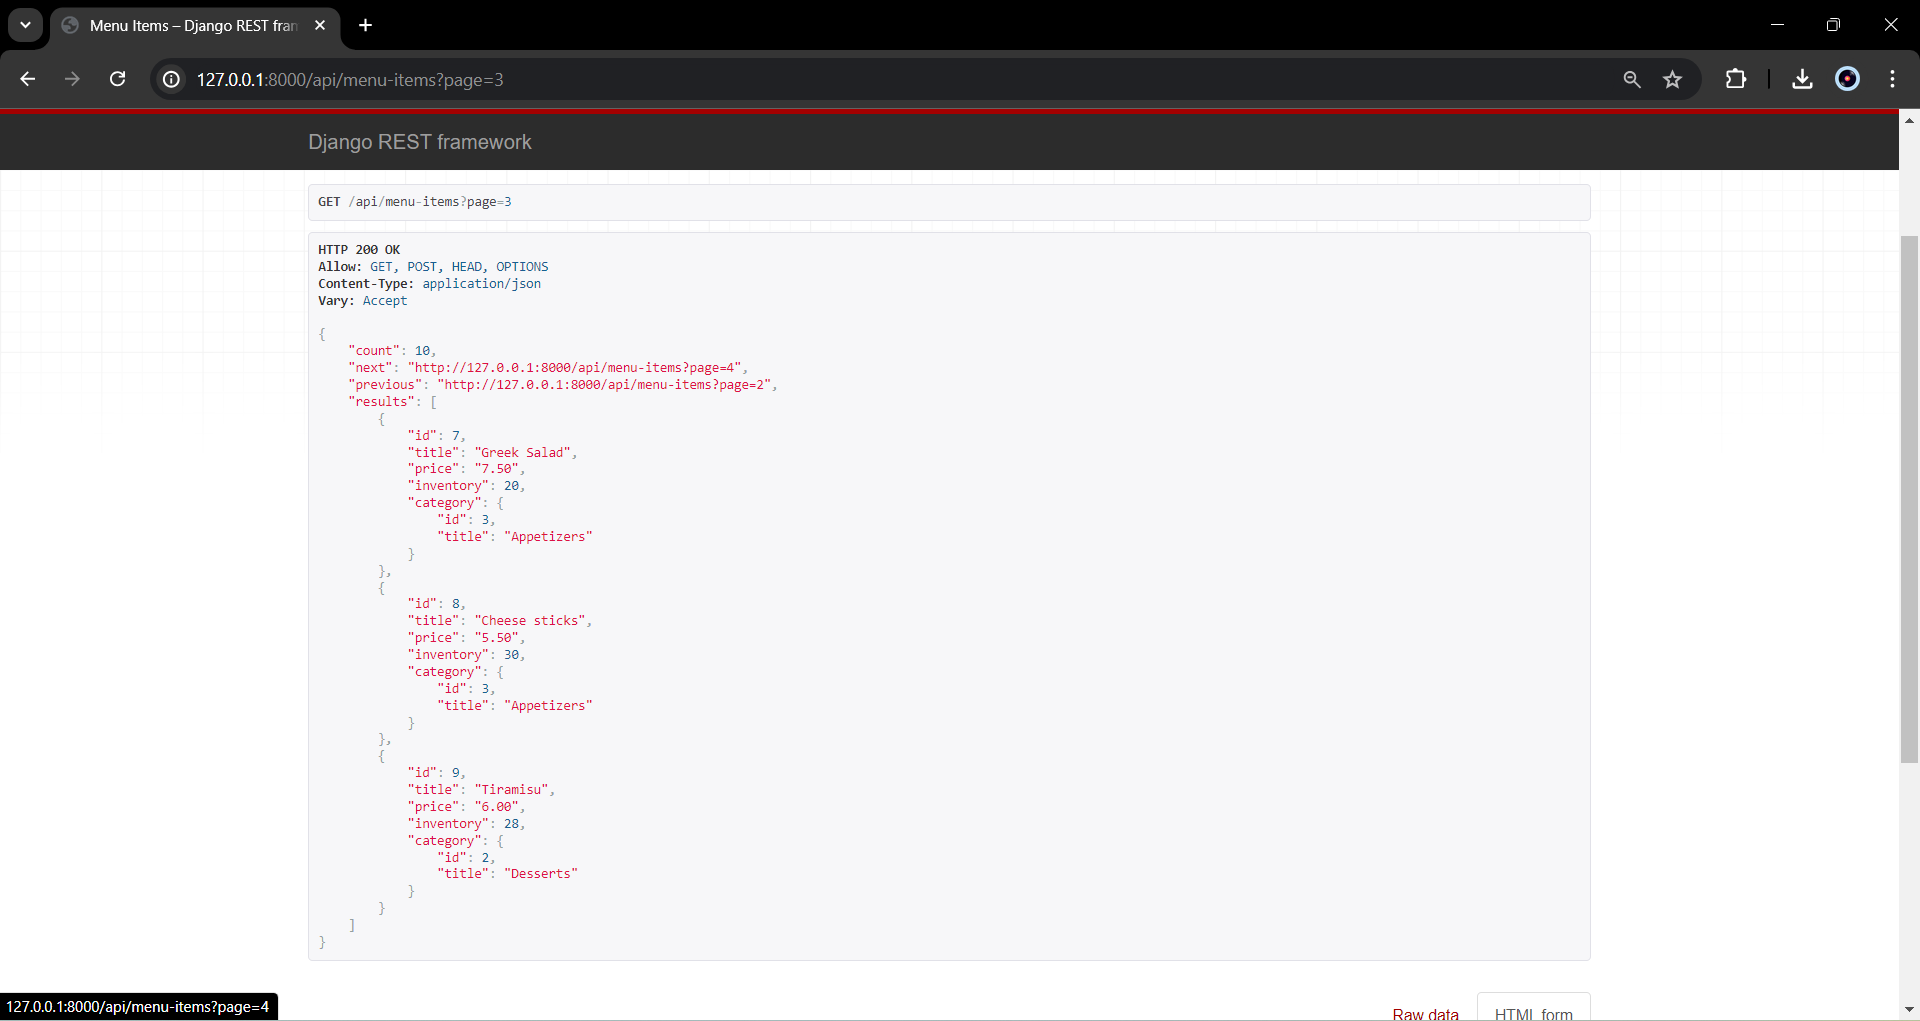 Menu Items – Django REST fran
127.0.0.1:8000/api/menu-items?page=3
Django REST framework
GET /api/menu-items?page=3
HTTP 200 OK
Allow: GET, POST, HEAD, OPTIONS
Content-Type: application/json
Vary: Accept
{
"count": 10,
"next": "http://127.0.0.1:8000/api/menu-items?page=4",
"previous": "http://127.0.0.1:8000/api/menu-items?page=2",
"results": [
{
"id": 7,
"title": "Greek Salad",
"price": "7.50",
"inventory": 20,
"category": {
"id": 3,
"title": "Appetizers"
}
},
{
"id": 8,
"title": "Cheese sticks",
"price": "5.50",
"inventory": 30,
"category": {
"id": 3,
"title": "Appetizers"
}
},
{
"id": 9,
"title": "Tiramisu",
"price": "6.00",
"inventory": 28,
"category": {
"id": 2,
"title": "Desserts"
}
}
]
}
127.0.0.1:8000/api/menu-items?page=4
Raw data HTML form